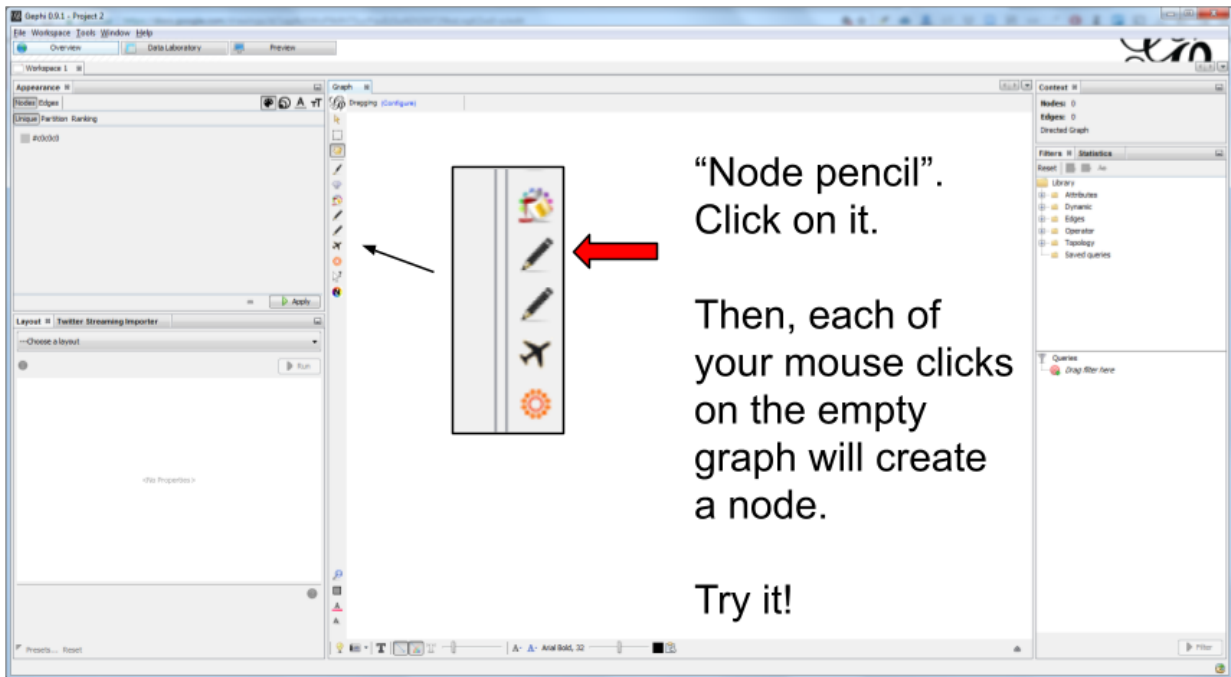 Gephi 0.9.1 - Project 2
File Workspace Tools Window Help
Overview Data Laboratory Preview
Workspace 1
Appearance
Nodes Edges
Unique Partition Ranking
#c0c0c0
Apply
Layout Twitter Streaming Importer
---Choose a layout
Run
<No Properties>
Presets... Reset
Graph
Dragging (Configure)
“Node pencil”.
Click on it.
Then, each of
your mouse clicks
on the empty
graph will create
a node.
Try it!
A- A- Arial Bold, 32
Context
Nodes: 0
Edges: 0
Directed Graph
Filters Statistics
Reset
Library
Attributes
Dynamic
Edges
Operator
Topology
Saved queries
Queries
Drag filter here
Filter